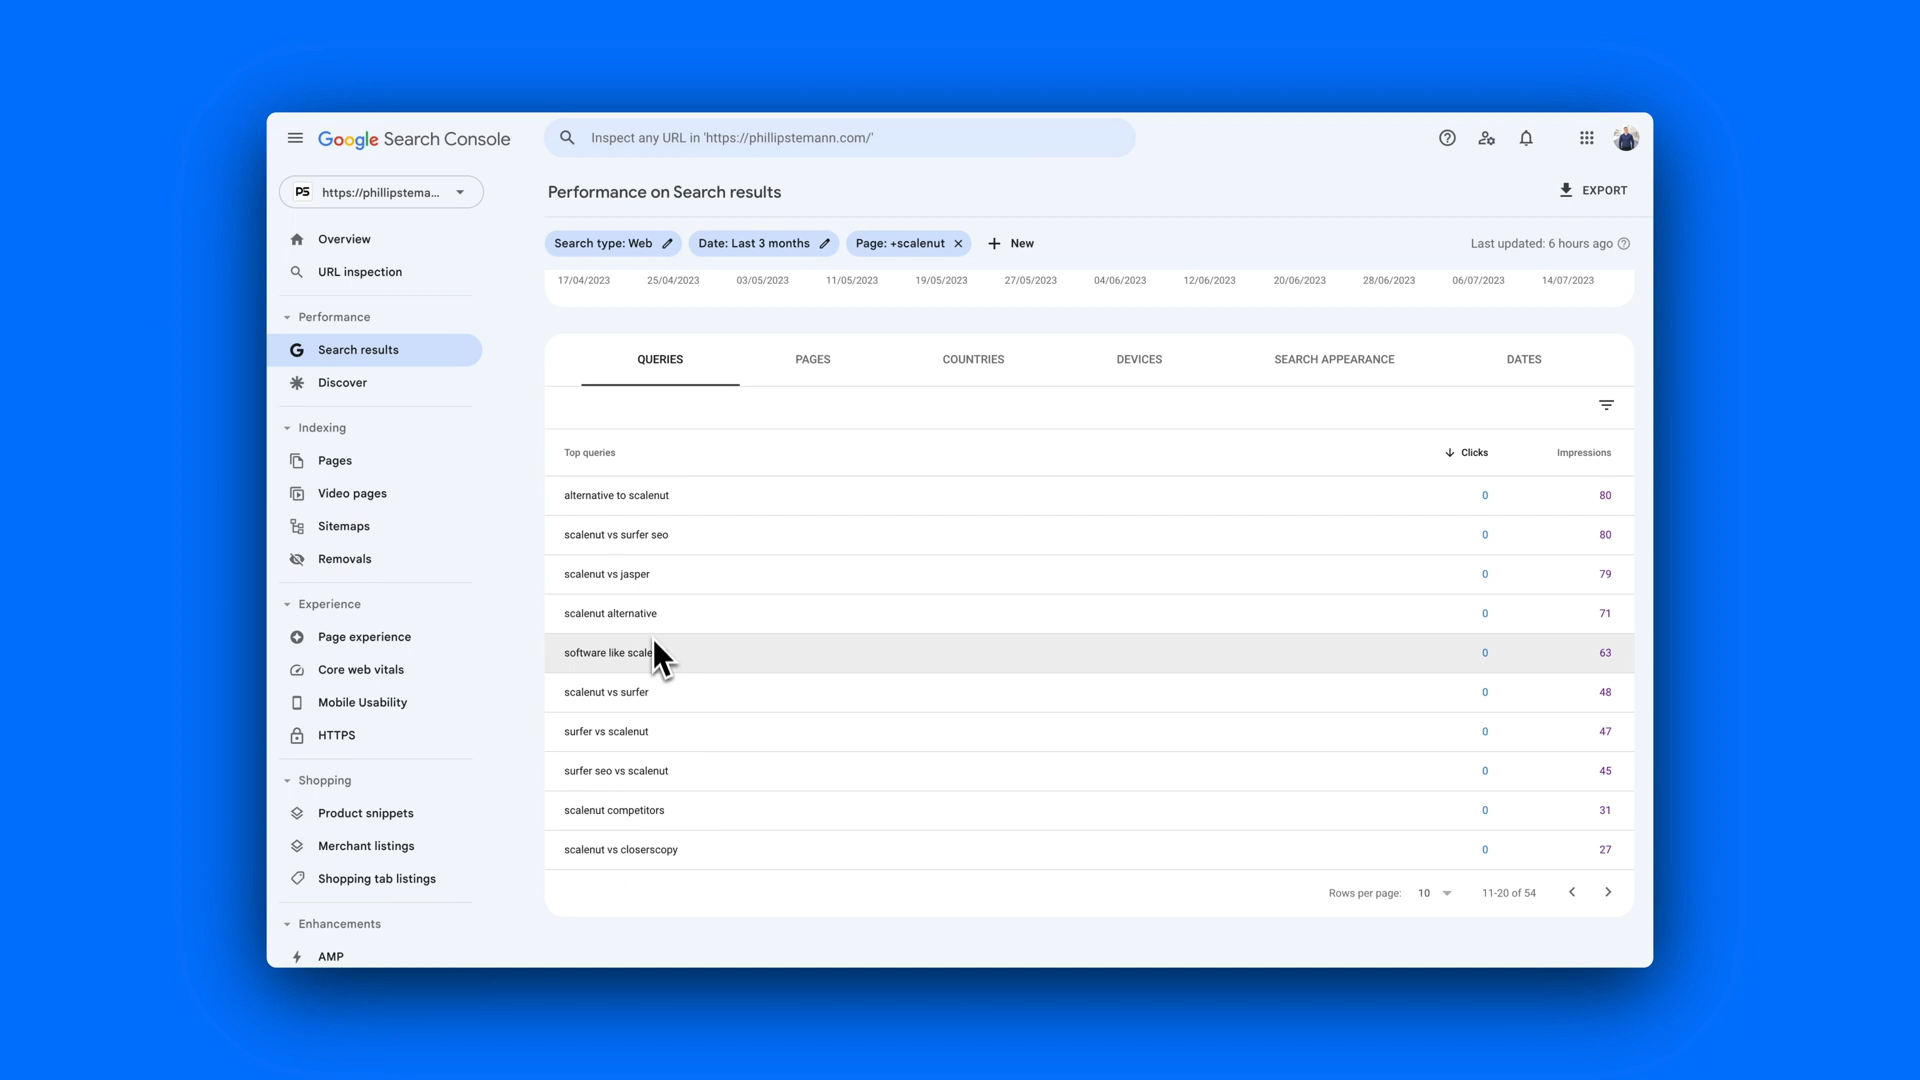 Google Search Console
Inspect any URL in 'https://phillipstemann.com/'
PS https://phillipstema...
Performance on Search results
EXPORT
Search type: Web
Date: Last 3 months
Page: +scalenut
New
Last updated: 6 hours ago
17/04/2023 25/04/2023 03/05/2023 11/05/2023 19/05/2023 27/05/2023 04/06/2023 12/06/2023 20/06/2023 28/06/2023 06/07/2023 14/07/2023
Overview
URL inspection
Performance
Search results
Discover
Indexing
Pages
Video pages
Sitemaps
Removals
Experience
Page experience
Core web vitals
Mobile Usability
HTTPS
Shopping
Product snippets
Merchant listings
Shopping tab listings
Enhancements
AMP
QUERIES PAGES COUNTRIES DEVICES SEARCH APPEARANCE DATES
Top queries Clicks Impressions
alternative to scalenut 0 80
scalenut vs surfer seo 0 80
scalenut vs jasper 0 79
scalenut alternative 0 71
software like scale 0 63
scalenut vs surfer 0 48
surfer vs scalenut 0 47
surfer seo vs scalenut 0 45
scalenut competitors 0 31
scalenut vs closerscopy 0 27
Rows per page: 10 11-20 of 54